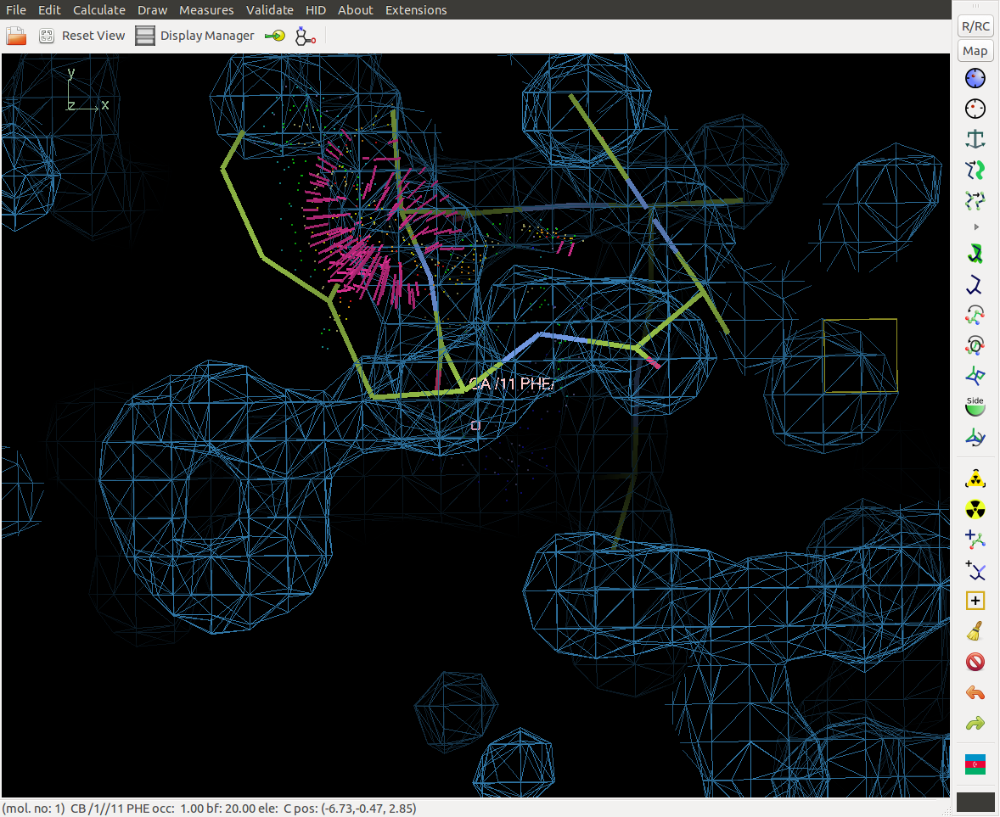 File Edit Calculate Draw Measures Validate HID About Extensions
Reset View Display Manager
R/RC
Map
y
z x
CA /11 PHE/
Side
(mol. no: 1) CB /1//11 PHE occ: 1.00 bf: 20.00 ele: C pos: (-6.73,-0.47, 2.85)